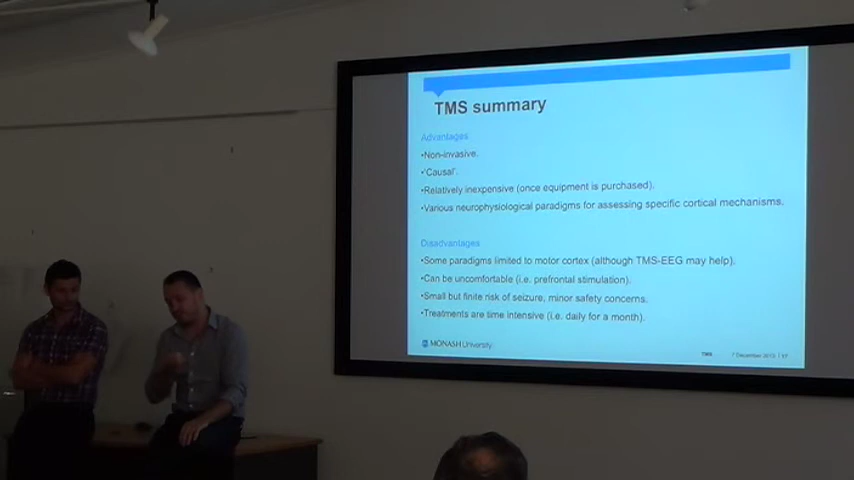 TMS summary
Advantages
•Non-invasive.
•'Causal'.
•Relatively inexpensive (once equipment is purchased).
•Various neurophysiological paradigms for assessing specific cortical mechanisms.
Disadvantages
•Some paradigms limited to motor cortex (although TMS-EEG may help).
•Can be uncomfortable (i.e. prefrontal stimulation).
•Small but finite risk of seizure, minor safety concerns.
•Treatments are time intensive (i.e. daily for a month).
MONASH University
TMS